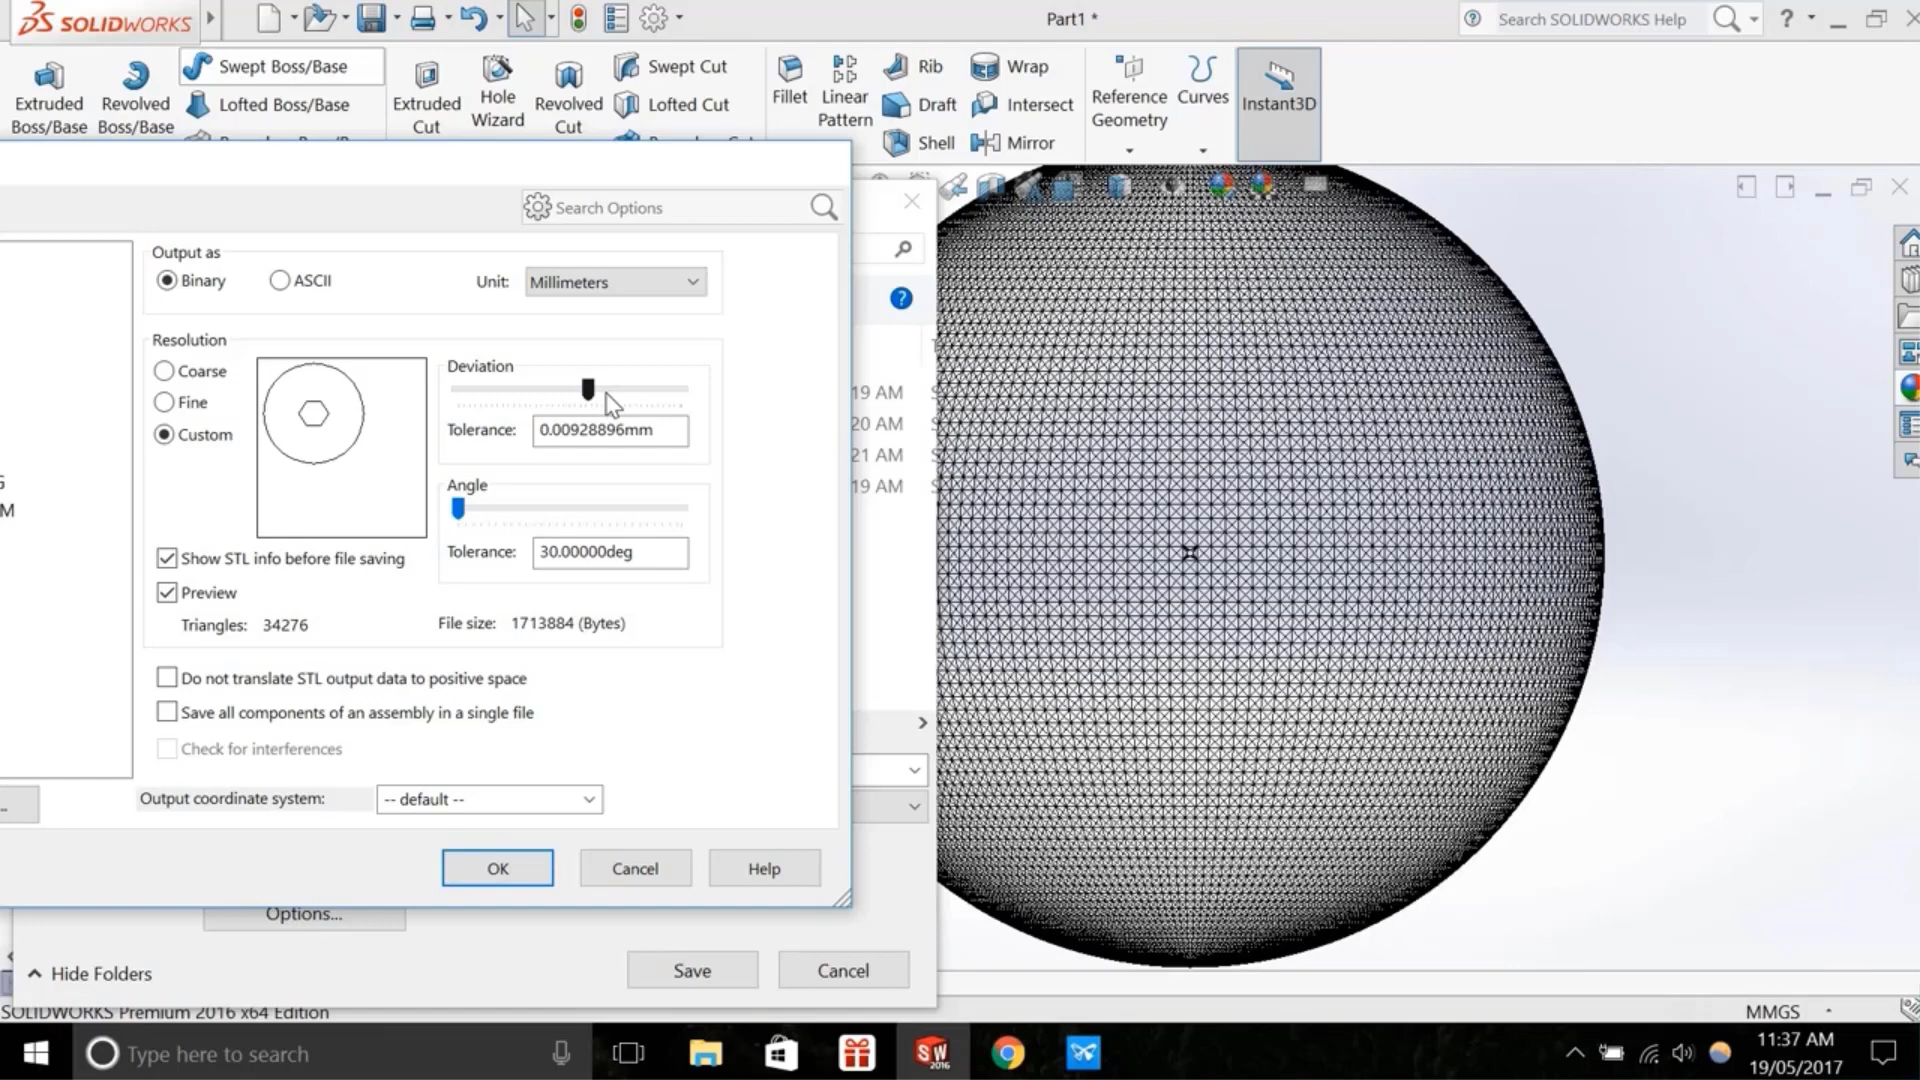 SOLIDWORKS
Part1 *
Search SOLIDWORKS Help
Extruded Boss/Base
Revolved Boss/Base
Swept Boss/Base
Lofted Boss/Base
Extruded Cut
Hole Wizard
Revolved Cut
Swept Cut
Lofted Cut
Fillet
Linear Pattern
Rib
Draft
Shell
Wrap
Intersect
Mirror
Reference Geometry
Curves
Instant3D
Search Options
Output as
Binary
ASCII
Unit:
Millimeters
Resolution
Coarse
Fine
Custom
Deviation
Tolerance:
0.00928896mm
Angle
Tolerance:
30.00000deg
Show STL info before file saving
Preview
Triangles: 34276
File size: 1713884 (Bytes)
Do not translate STL output data to positive space
Save all components of an assembly in a single file
Check for interferences
Output coordinate system:
-- default --
OK
Cancel
Help
M
19 AM
20 AM
21 AM
19 AM
Options...
Hide Folders
Save
Cancel
SOLIDWORKS Premium 2016 x64 Edition
MMGS
Type here to search
SW 2016
11:37 AM
19/05/2017